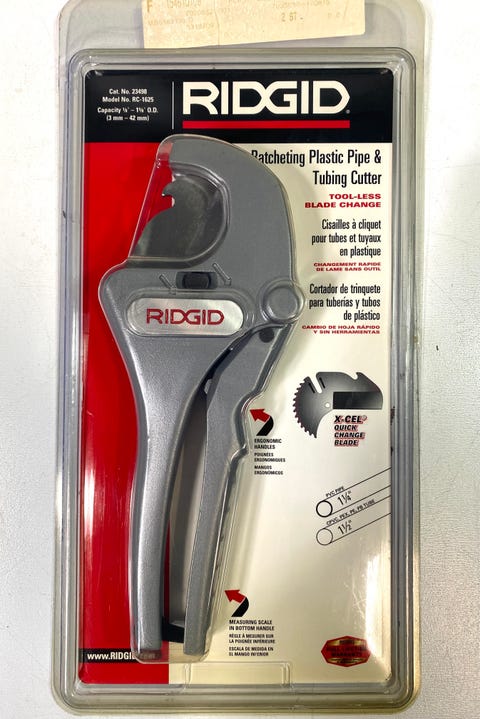 Cat. No. 23498
Model No. RC-1625
Capacity ⅛" – 1⅝" O.D.
(3 mm – 42 mm)
RIDGID
Ratcheting Plastic Pipe &
Tubing Cutter
TOOL-LESS
BLADE CHANGE
Cisailles à cliquet
pour tubes et tuyaux
en plastique
CHANGEMENT RAPIDE
DE LAME SANS OUTIL
Cortador de trinquete
para tuberías y tubos
de plástico
CAMBIO DE HOJA RÁPIDO
Y SIN HERRAMIENTAS
RIDGID
X-CEL
QUICK
CHANGE
BLADE
ERGONOMIC
HANDLES
POIGNÉES
ERGONOMIQUES
MANGOS
ERGONÓMICOS
PVC PIPE
1¼"
CPVC, PEX, PE, PB TUBE
1½"
MEASURING SCALE
IN BOTTOM HANDLE
RÈGLE À MESURER SUR
LA POIGNÉE INFÉRIEURE
ESCALA DE MEDIDA EN
EL MANGO INFERIOR
www.RIDGID